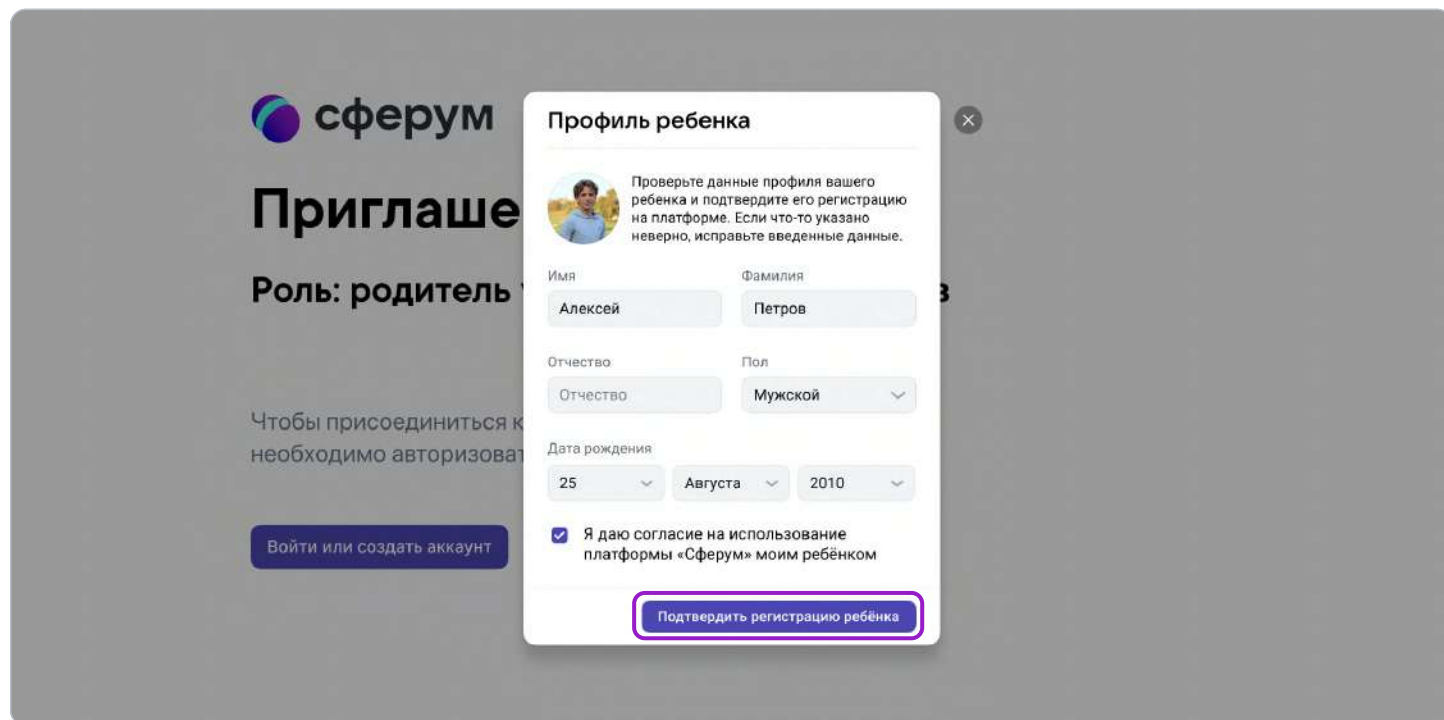 сферум
Приглаше
Роль: родитель
Чтобы присоединиться к
необходимо авторизоват
Войти или создать аккаунт
Профиль ребенка
Проверьте данные профиля вашего
ребенка и подтвердите его регистрацию
на платформе. Если что-то указано
неверно, исправьте введенные данные.
Имя
Фамилия
Алексей
Петров
Отчество
Пол
Отчество
Мужской
Дата рождения
25
Августа
2010
Я даю согласие на использование
платформы «Сферум» моим ребёнком
Подтвердить регистрацию ребёнка